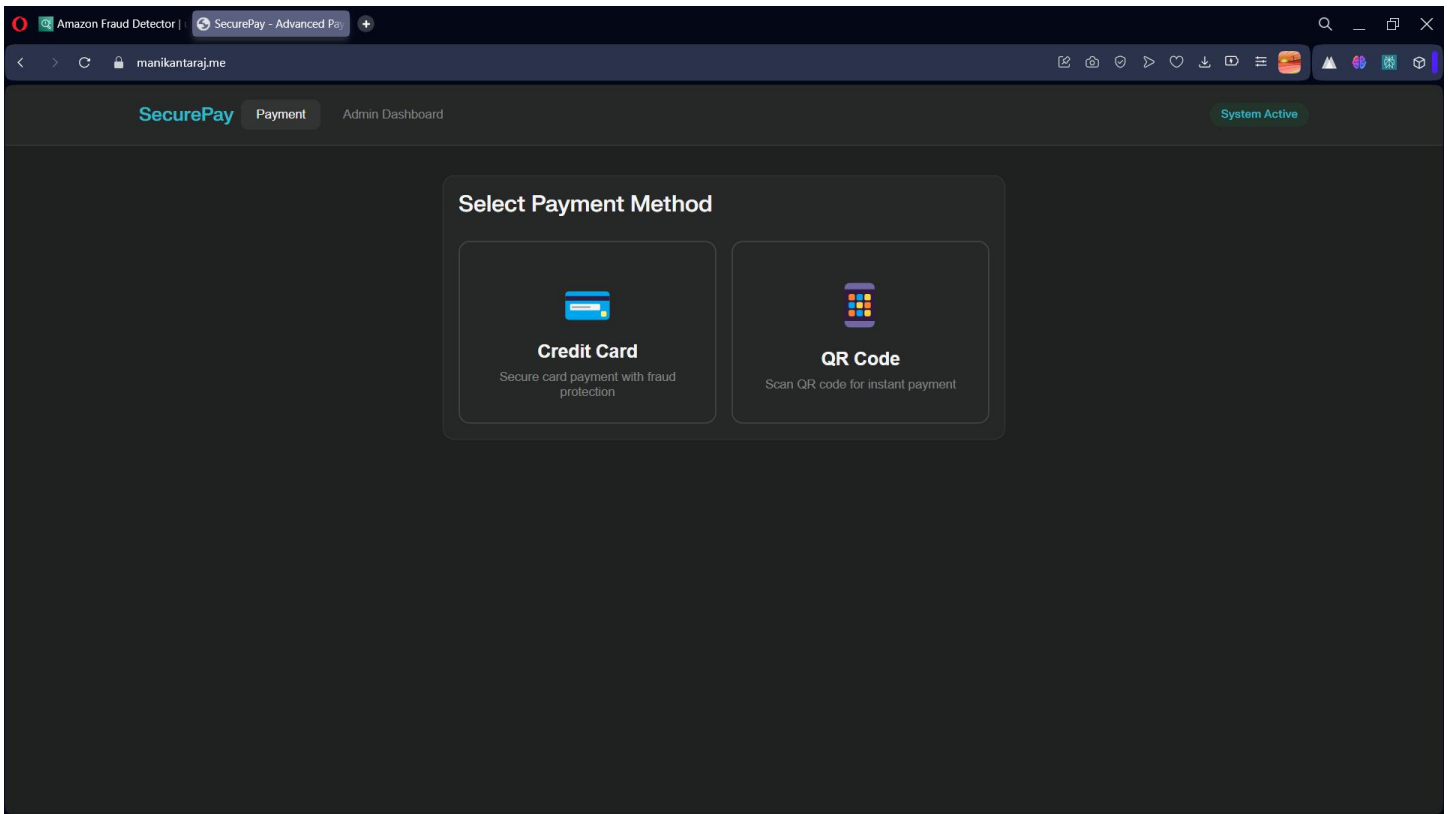 Amazon Fraud Detector |
SecurePay - Advanced Pay
manikantaraj.me
SecurePay
Payment
Admin Dashboard
System Active
Select Payment Method
Credit Card
Secure card payment with fraud
protection
QR Code
Scan QR code for instant payment